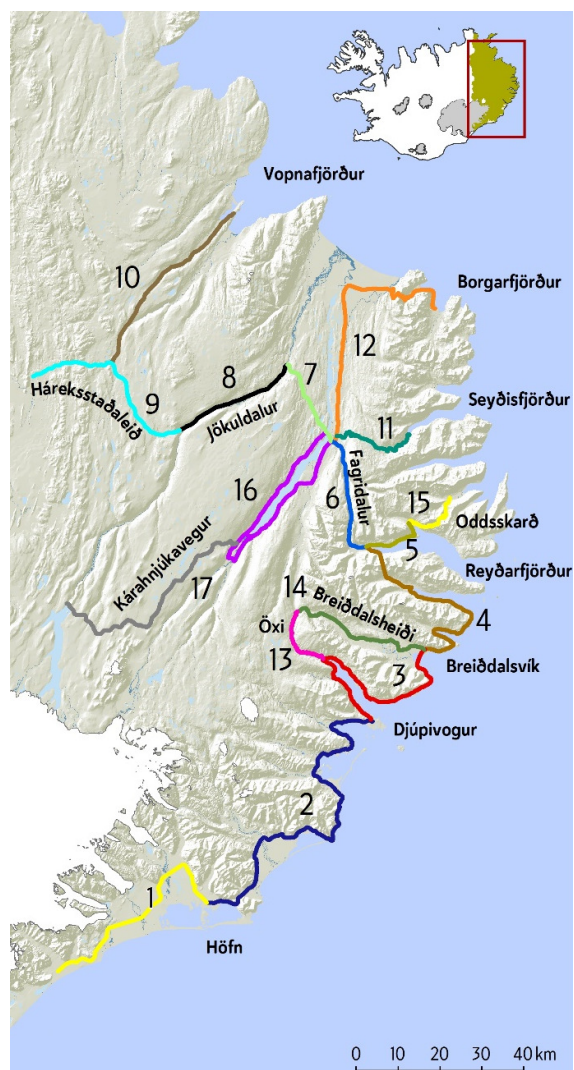 Vopnafjörður
10
Borgarfjörður
12
7
8
Háreksstaðaleið
9
Jökuldalur
Seyðisfjörður
11
16
Fagridalur
6
15
Oddsskarð
5
Kárahnjúkavegur
Reyðarfjörður
17
14
Breiðdalsheiði
4
Öxi
13
3
Breiðdalsvík
Djúpivogur
2
1
Höfn
0 10 20 30 40 km